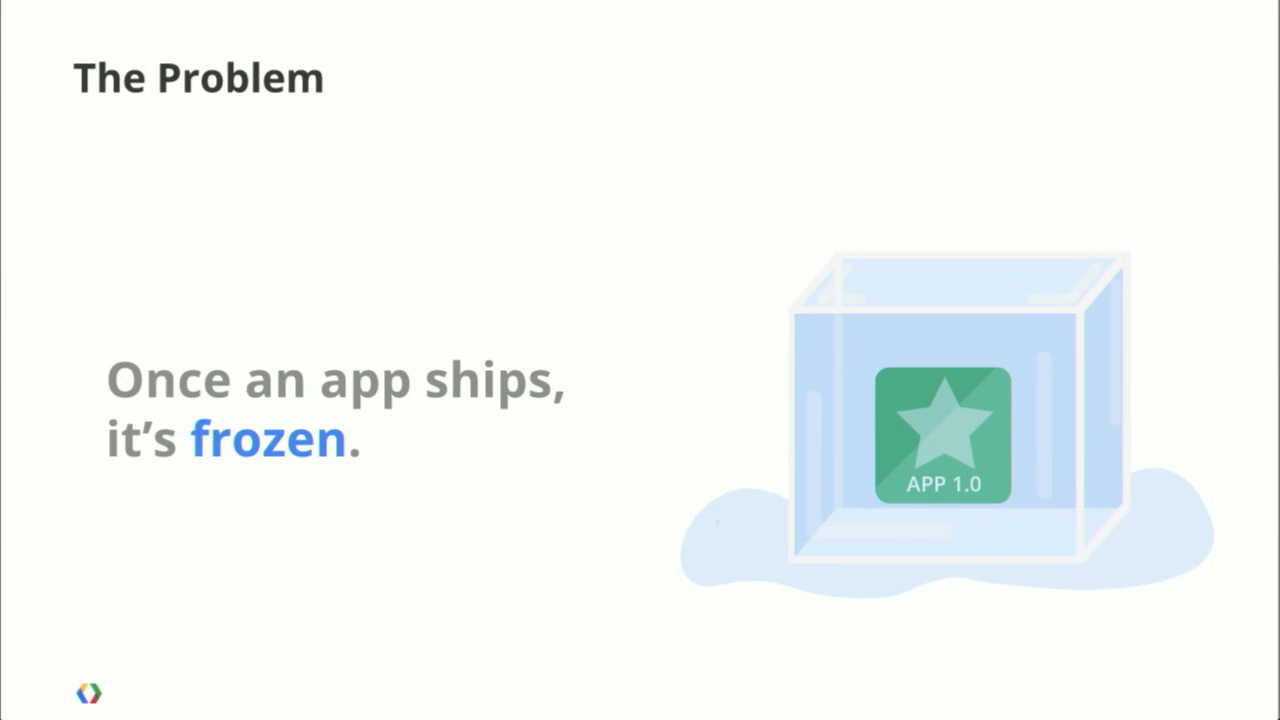 The Problem
Once an app ships,
it’s frozen.
APP 1.0